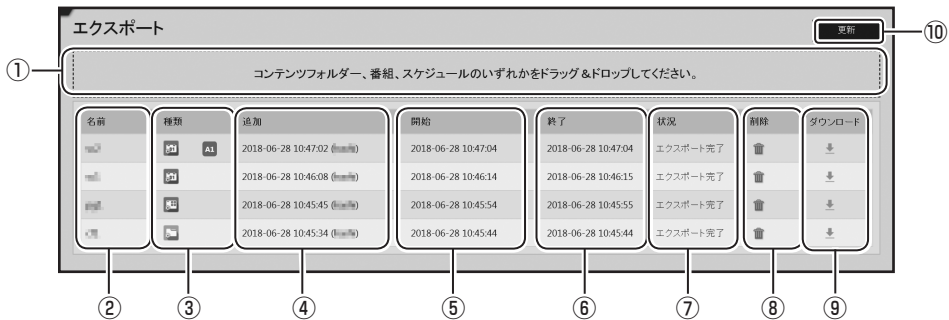 エクスポート
更新
⑩
①
コンテンツフォルダー、番組、スケジュールのいずれかをドラッグ&ドロップしてください。
名前 種類 追加 開始 終了 状況 削除 ダウンロード
A1 2018-06-28 10:47:02 ( ) 2018-06-28 10:47:04 2018-06-28 10:47:04 エクスポート完了
2018-06-28 10:46:08 ( ) 2018-06-28 10:46:14 2018-06-28 10:46:15 エクスポート完了
2018-06-28 10:45:45 ( ) 2018-06-28 10:45:54 2018-06-28 10:45:55 エクスポート完了
2018-06-28 10:45:34 ( ) 2018-06-28 10:45:44 2018-06-28 10:45:44 エクスポート完了
② ③ ④ ⑤ ⑥ ⑦ ⑧ ⑨